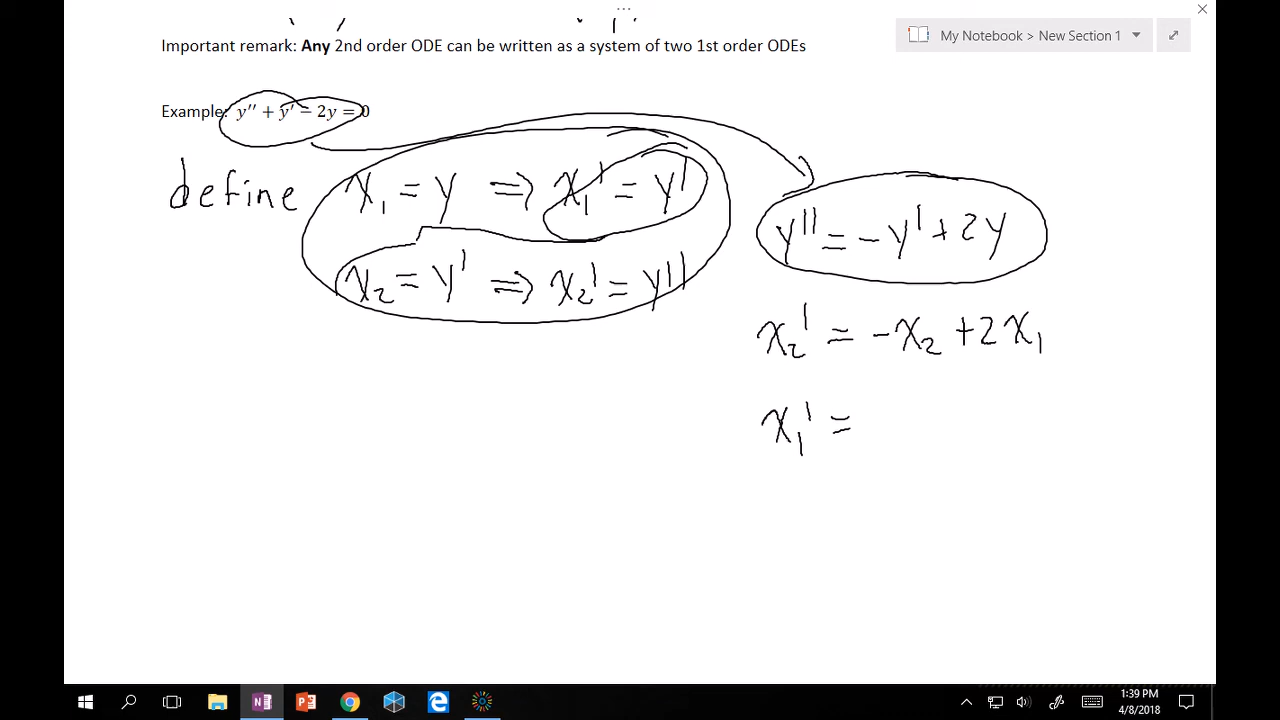 Important remark: Any 2nd order ODE can be written as a system of two 1st order ODEs
My Notebook > New Section 1
Example: y'' + y' − 2y = 0
define x₁ = y ⟹ x₁' = y'
x₂ = y' ⟹ x₂' = y''
y'' = -y' + 2y
x₂' = -x₂ + 2x₁
x₁' =
1:39 PM
4/8/2018